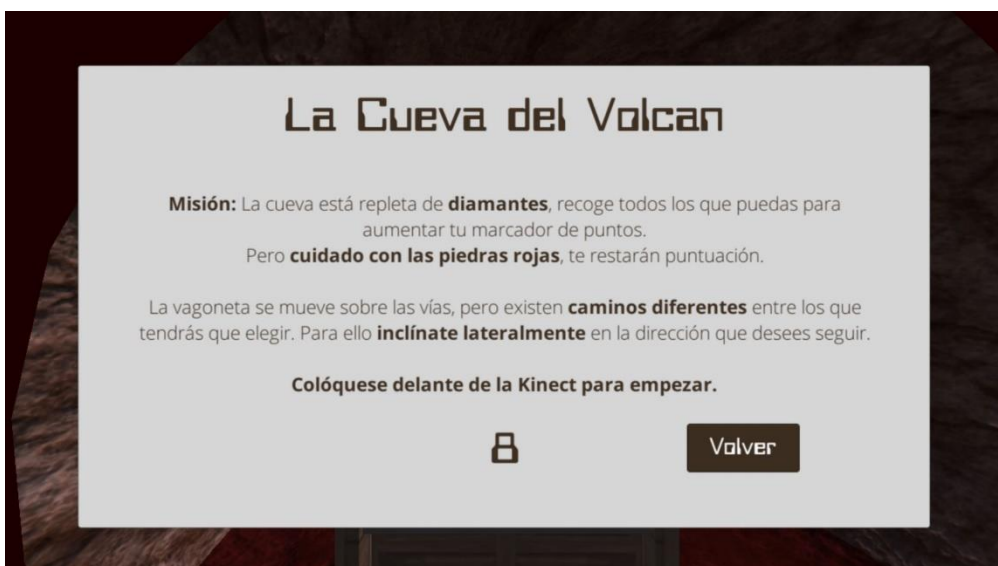 La Cueva del Volcan
Misión: La cueva está repleta de diamantes, recoge todos los que puedas para
aumentar tu marcador de puntos.
Pero cuidado con las piedras rojas, te restarán puntuación.
La vagoneta se mueve sobre las vías, pero existen caminos diferentes entre los que
tendrás que elegir. Para ello inclínate lateralmente en la dirección que desees seguir.
Colóquese delante de la Kinect para empezar.
8
Volver